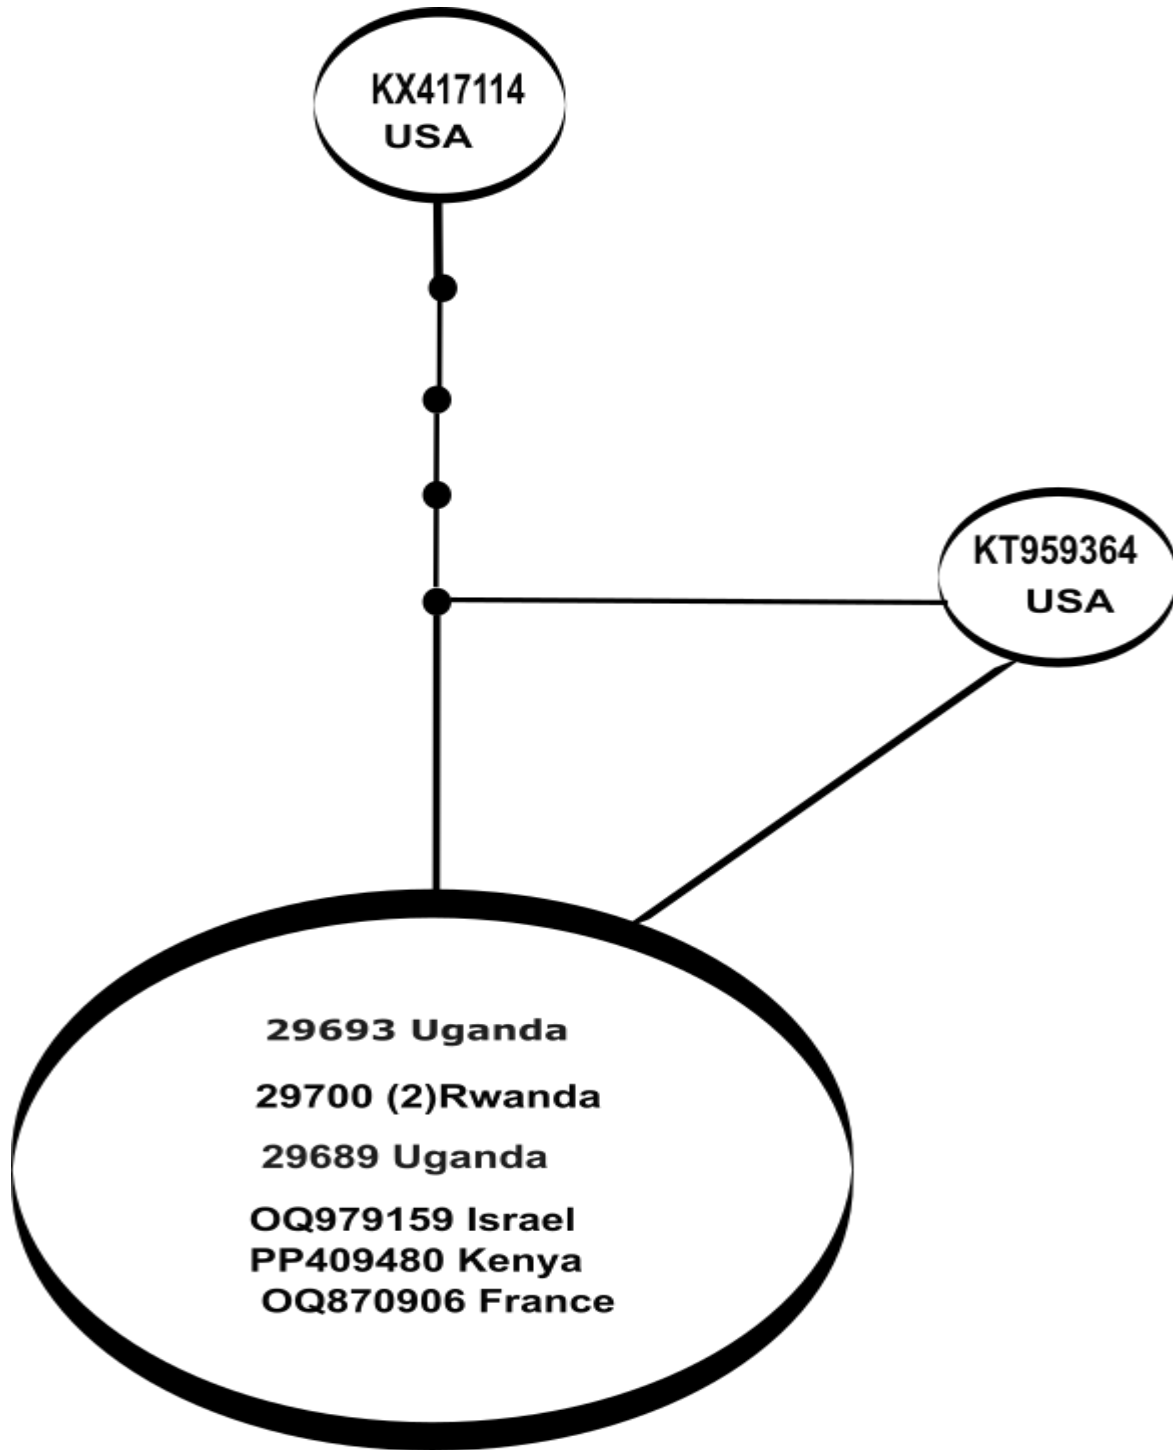 KX417114
USA
KT959364
USA
29693 Uganda
29700 (2)Rwanda
29689 Uganda
OQ979159 Israel
PP409480 Kenya
OQ870906 France